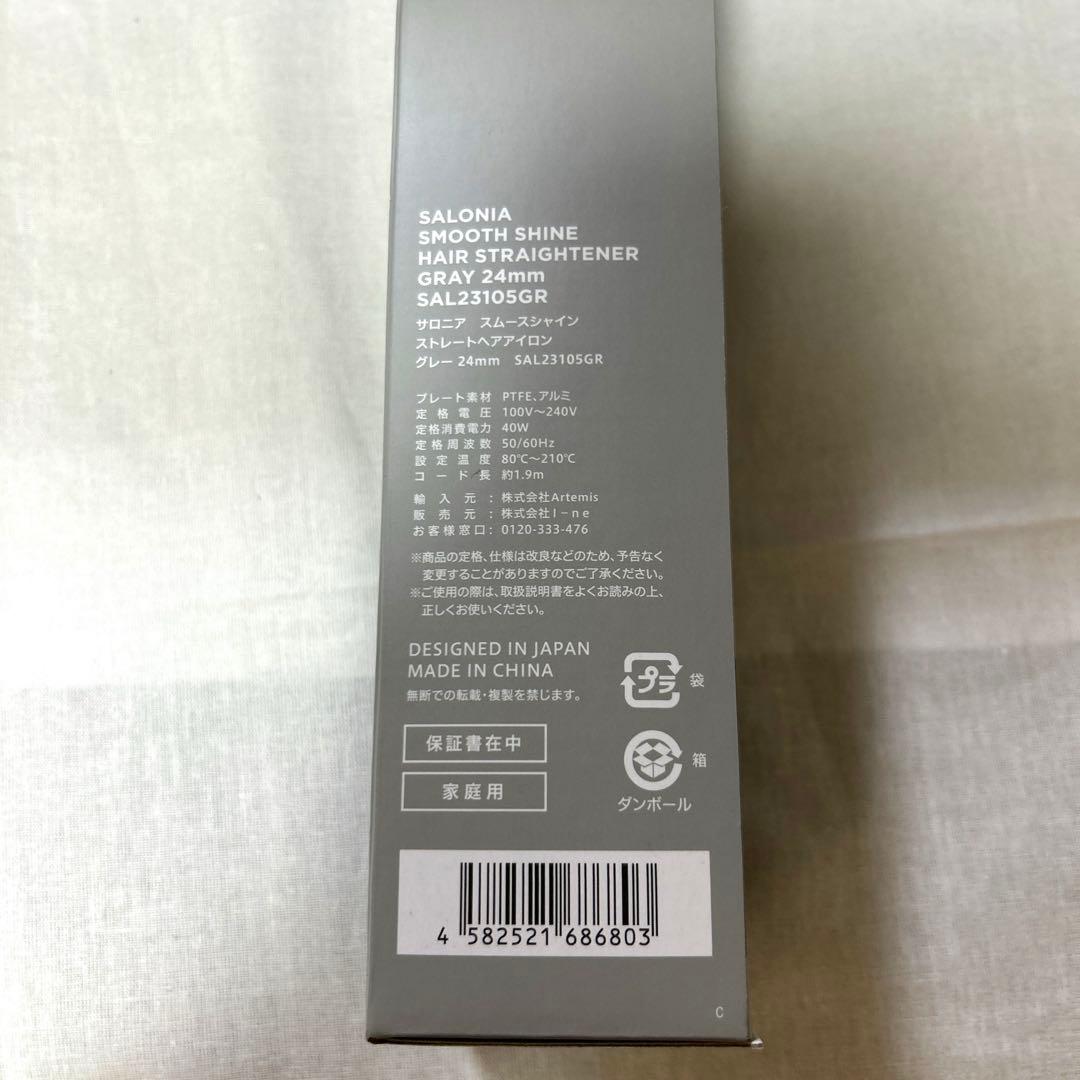 SALONIA
SMOOTH SHINE
HAIR STRAIGHTENER
GRAY 24mm
SAL23105GR
サロニア　スムースシャイン
ストレートヘアアイロン
グレー 24mm　SAL23105GR
プレート素材　PTFE、アルミ
定格電圧　100V〜240V
定格消費電力　40W
定格周波数　50/60Hz
設定温度　80℃〜210℃
コード長　約1.9m
輸入元：株式会社Artemis
販売元：株式会社I－ne
お客様窓口：0120-333-476
※商品の定格、仕様は改良などのため、予告なく
変更することがありますのでご了承ください。
※ご使用の際は、取扱説明書をよくお読みの上、
正しくお使いください。
DESIGNED IN JAPAN
MADE IN CHINA
無断での転載・複製を禁じます。
プラ 袋
保証書在中
箱
家庭用
ダンボール
4 582521 686803
C